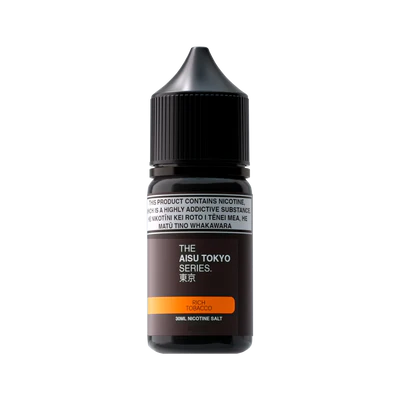 THIS PRODUCT CONTAINS NICOTINE,
WHICH IS A HIGHLY ADDICTIVE SUBSTANCE
HE NIKOTĪNI KEI ROTO I TĒNEI MEA, HE
MATŪ TINO WHAKAWARA
THE
AISU TOKYO
SERIES.
東京
RICH
TOBACCO
30ML NICOTINE SALT